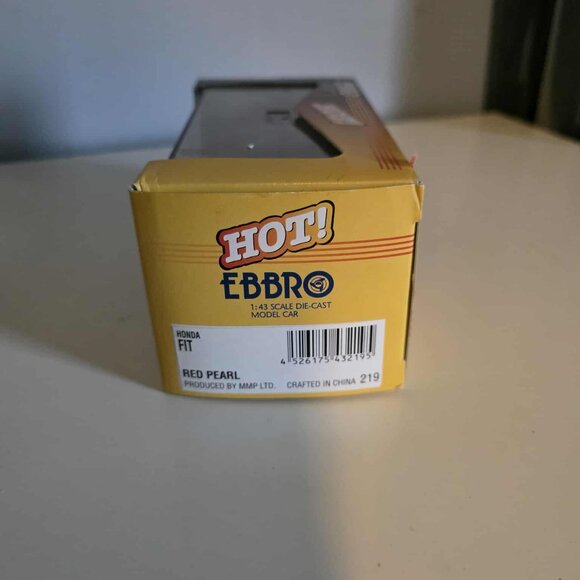 HOT!
EBBRO
1:43 SCALE DIE-CAST
MODEL CAR
HONDA
FIT
4 526175 432195
RED PEARL
PRODUCED BY MMP LTD. CRAFTED IN CHINA 219